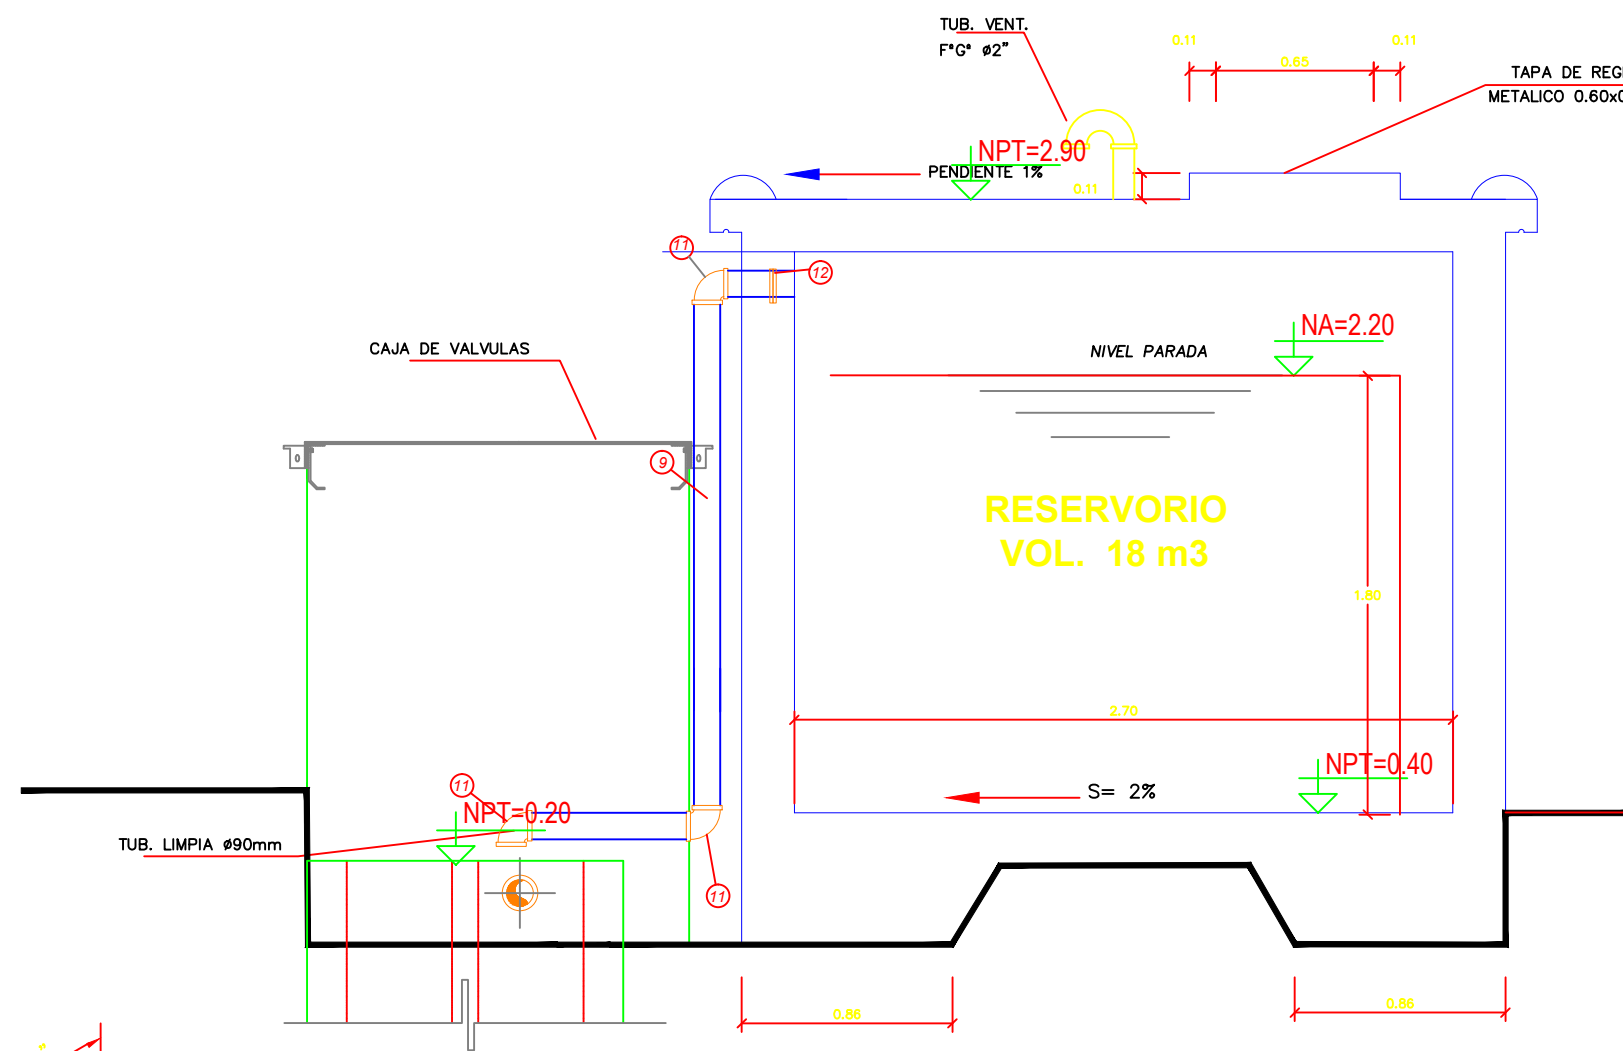 TUB. VENT.
FºGº ø2"
0.11
0.65
0.11
TAPA DE REG
METALICO 0.60x0
NPT=2.90
PENDIENTE 1%
0.11
11
12
NA=2.20
NIVEL PARADA
CAJA DE VALVULAS
9
RESERVORIO
VOL. 18 m3
1.80
2.70
NPT=0.40
S= 2%
11
NPT=0.20
TUB. LIMPIA ø90mm
11
0.86
0.86